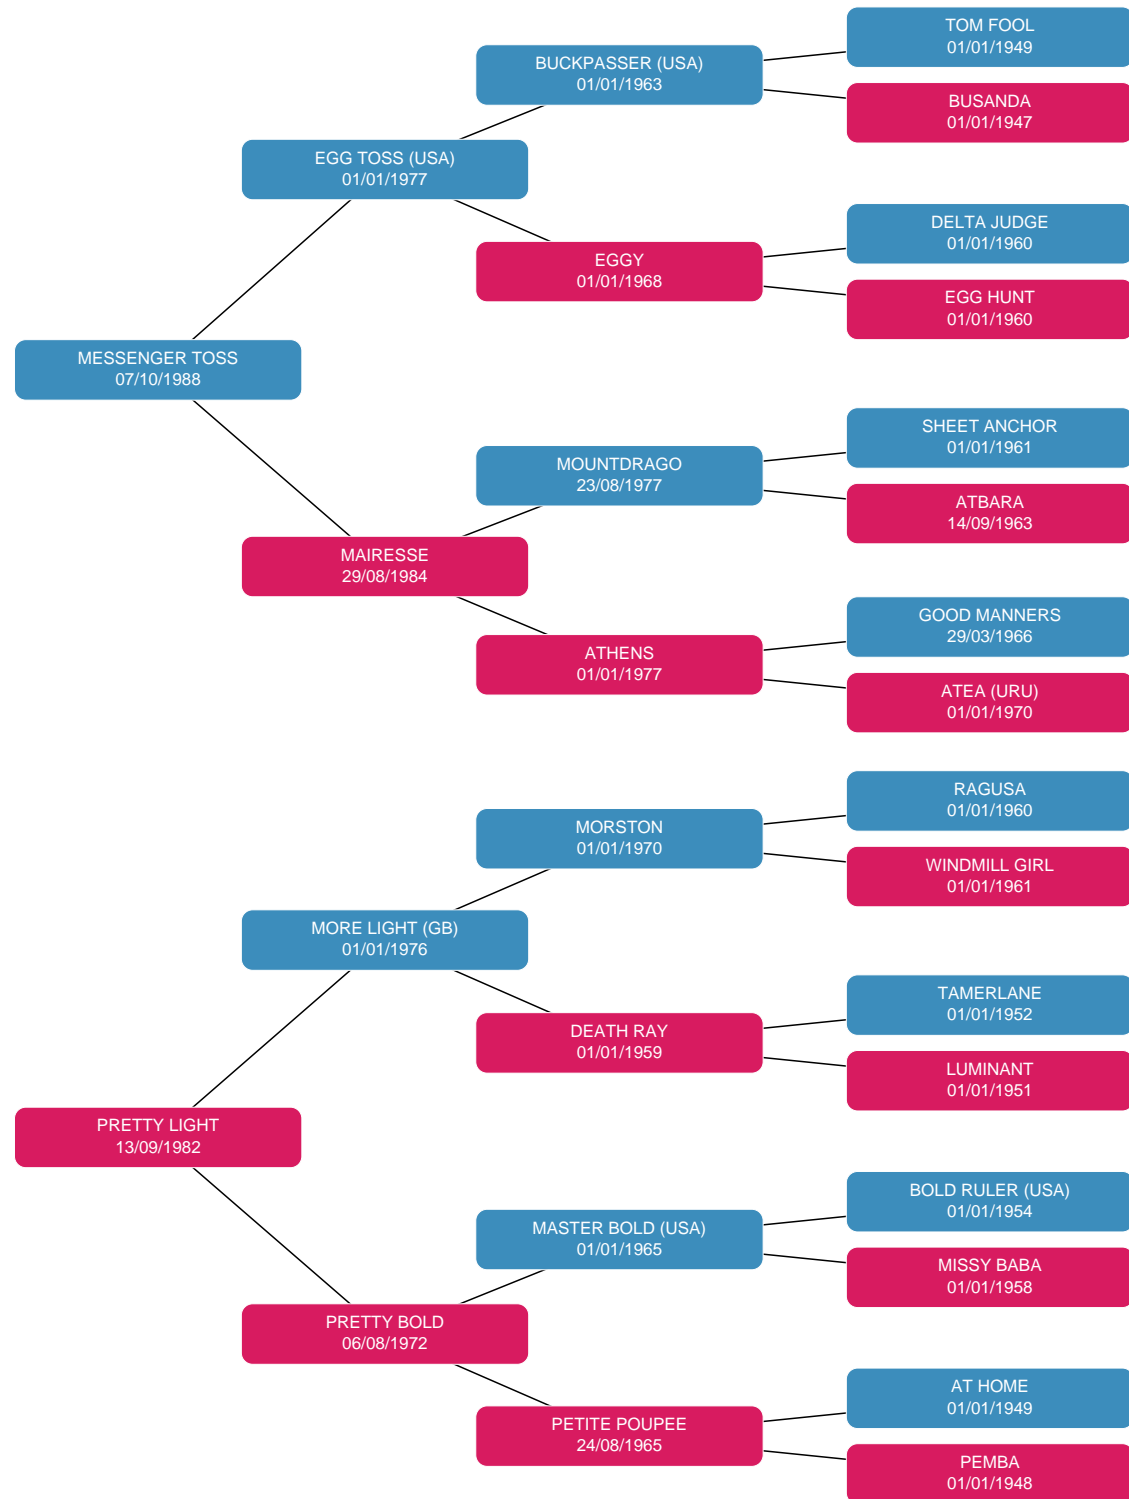 TOM FOOL
01/01/1949
BUCKPASSER (USA)
01/01/1963
BUSANDA
01/01/1947
EGG TOSS (USA)
01/01/1977
DELTA JUDGE
01/01/1960
EGGY
01/01/1968
EGG HUNT
01/01/1960
MESSENGER TOSS
07/10/1988
SHEET ANCHOR
01/01/1961
MOUNTDRAGO
23/08/1977
ATBARA
14/09/1963
MAIRESSE
29/08/1984
GOOD MANNERS
29/03/1966
ATHENS
01/01/1977
ATEA (URU)
01/01/1970
RAGUSA
01/01/1960
MORSTON
01/01/1970
WINDMILL GIRL
01/01/1961
MORE LIGHT (GB)
01/01/1976
TAMERLANE
01/01/1952
DEATH RAY
01/01/1959
LUMINANT
01/01/1951
PRETTY LIGHT
13/09/1982
BOLD RULER (USA)
01/01/1954
MASTER BOLD (USA)
01/01/1965
MISSY BABA
01/01/1958
PRETTY BOLD
06/08/1972
AT HOME
01/01/1949
PETITE POUPEE
24/08/1965
PEMBA
01/01/1948